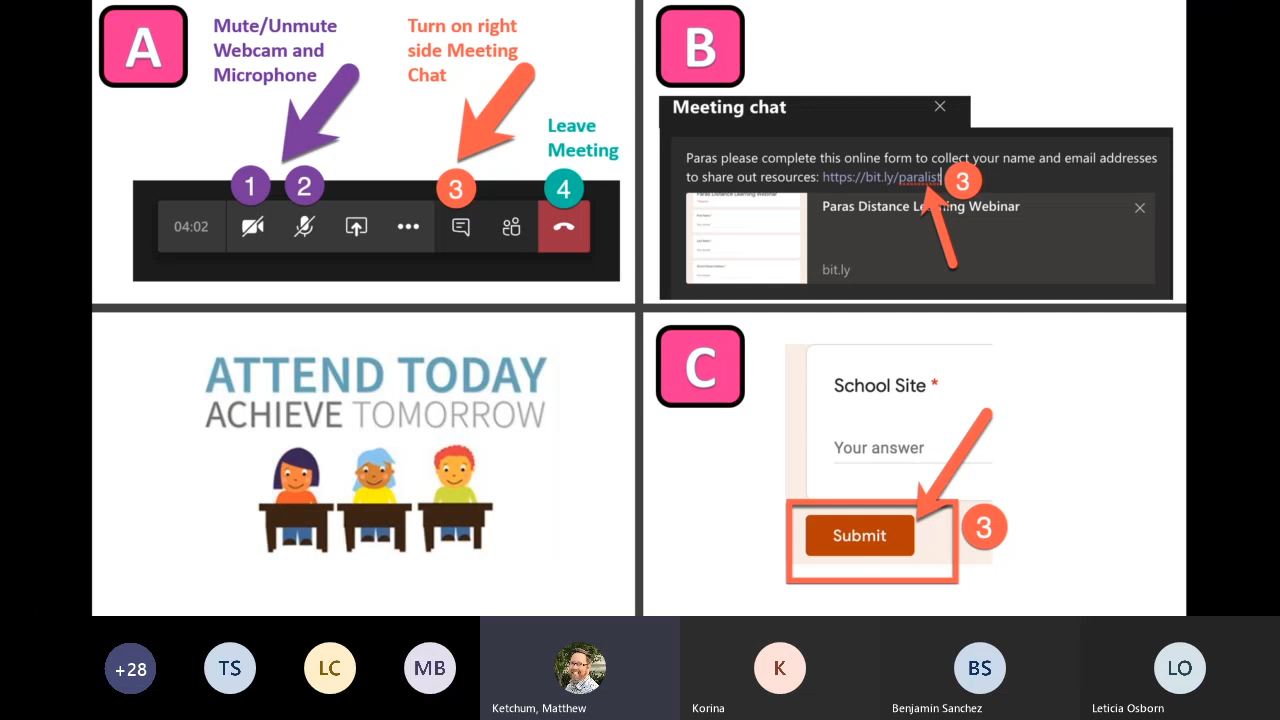 A
Mute/Unmute
Webcam and
Microphone
Turn on right
side Meeting
Chat
Leave
Meeting
1
2
3
4
04:02
B
Meeting chat
Paras please complete this online form to collect your name and email addresses
to share out resources: https://bit.ly/paralist
3
Paras Distance Learning Webinar
bit.ly
ATTEND TODAY
ACHIEVE TOMORROW
C
School Site *
Your answer
Submit
3
+28
TS
LC
MB
K
BS
LO
Ketchum, Matthew
Korina
Benjamin Sanchez
Leticia Osborn